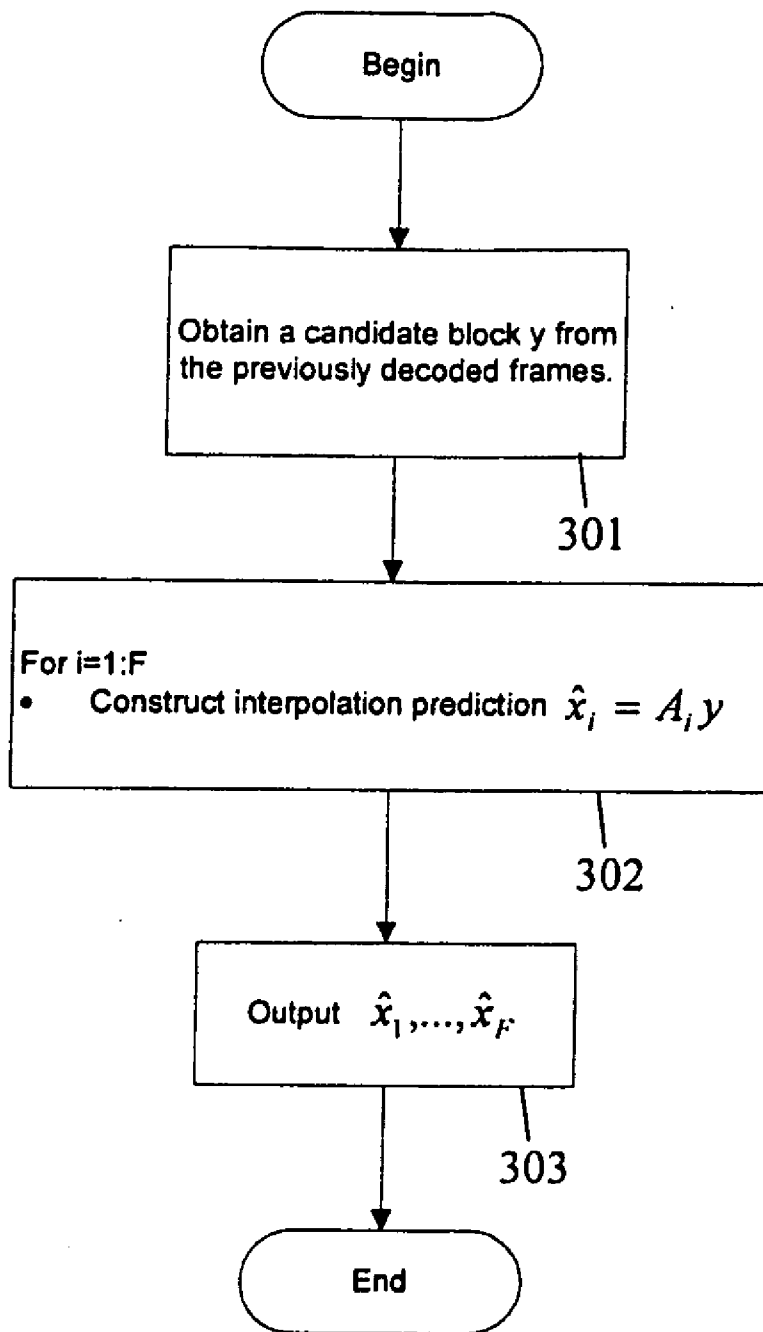 Begin
Obtain a candidate block y from
the previously decoded frames.
301
For i=1:F
• Construct interpolation prediction x̂ᵢ = Aᵢ y
302
Output x̂₁,...,x̂_F
303
End